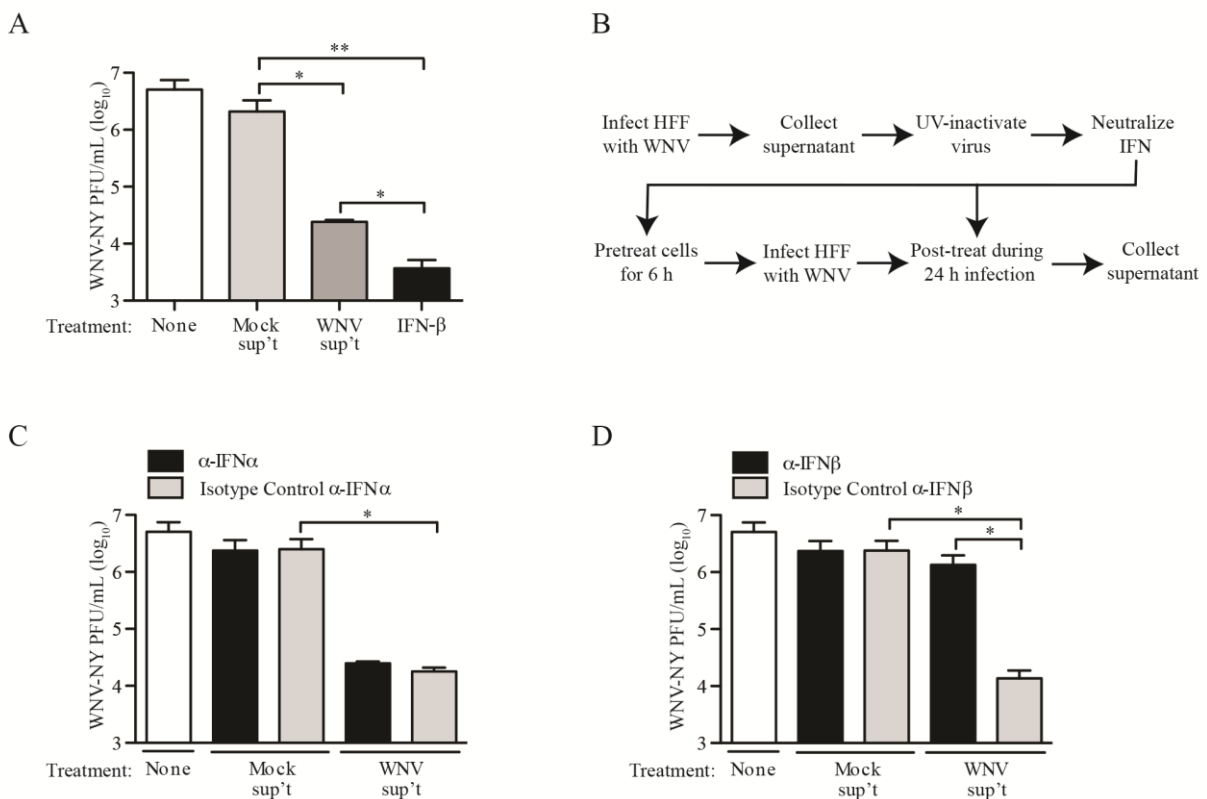 A
**
*
*
WNV-NY PFU/mL (log10)
7
6
5
4
3
Treatment: None Mock sup't WNV sup't IFN-β
B
Infect HFF with WNV
Collect supernatant
UV-inactivate virus
Neutralize IFN
Pretreat cells for 6 h
Infect HFF with WNV
Post-treat during 24 h infection
Collect supernatant
C
α-IFNα
Isotype Control α-IFNα
*
WNV-NY PFU/mL (log10)
7
6
5
4
3
Treatment: None Mock sup't WNV sup't
D
α-IFNβ
Isotype Control α-IFNβ
*
*
WNV-NY PFU/mL (log10)
7
6
5
4
3
Treatment: None Mock sup't WNV sup't